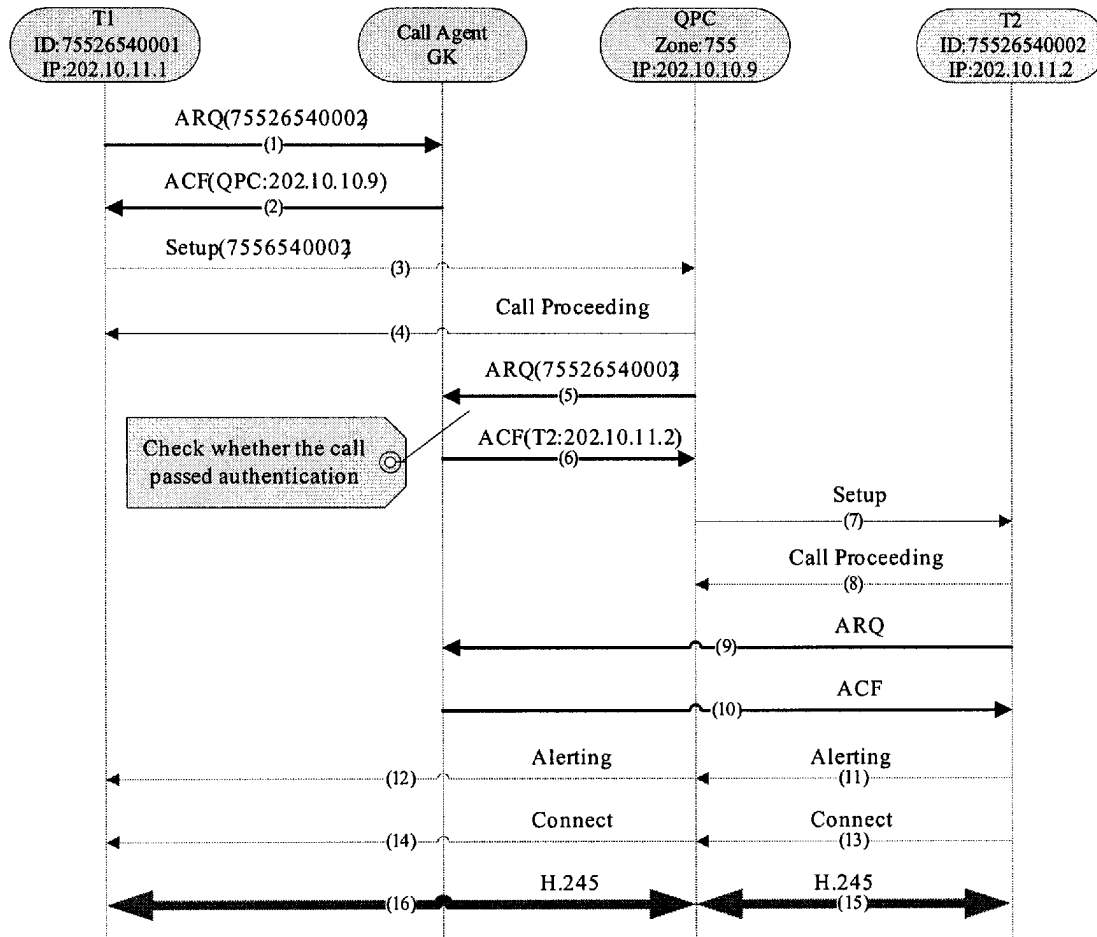 T1
ID:75526540001
IP:202.10.11.1
Call Agent
GK
QPC
Zone:755
IP:202.10.10.9
T2
ID:75526540002
IP:202.10.11.2
ARQ(75526540002)
(1)
ACF(QPC:202.10.10.9)
(2)
Setup(7556540002)
(3)
Call Proceeding
(4)
ARQ(75526540002)
(5)
Check whether the call
passed authentication
ACF(T2:202.10.11.2)
(6)
Setup
(7)
Call Proceeding
(8)
ARQ
(9)
ACF
(10)
Alerting
(12)
Alerting
(11)
Connect
(14)
Connect
(13)
H.245
(16)
H.245
(15)